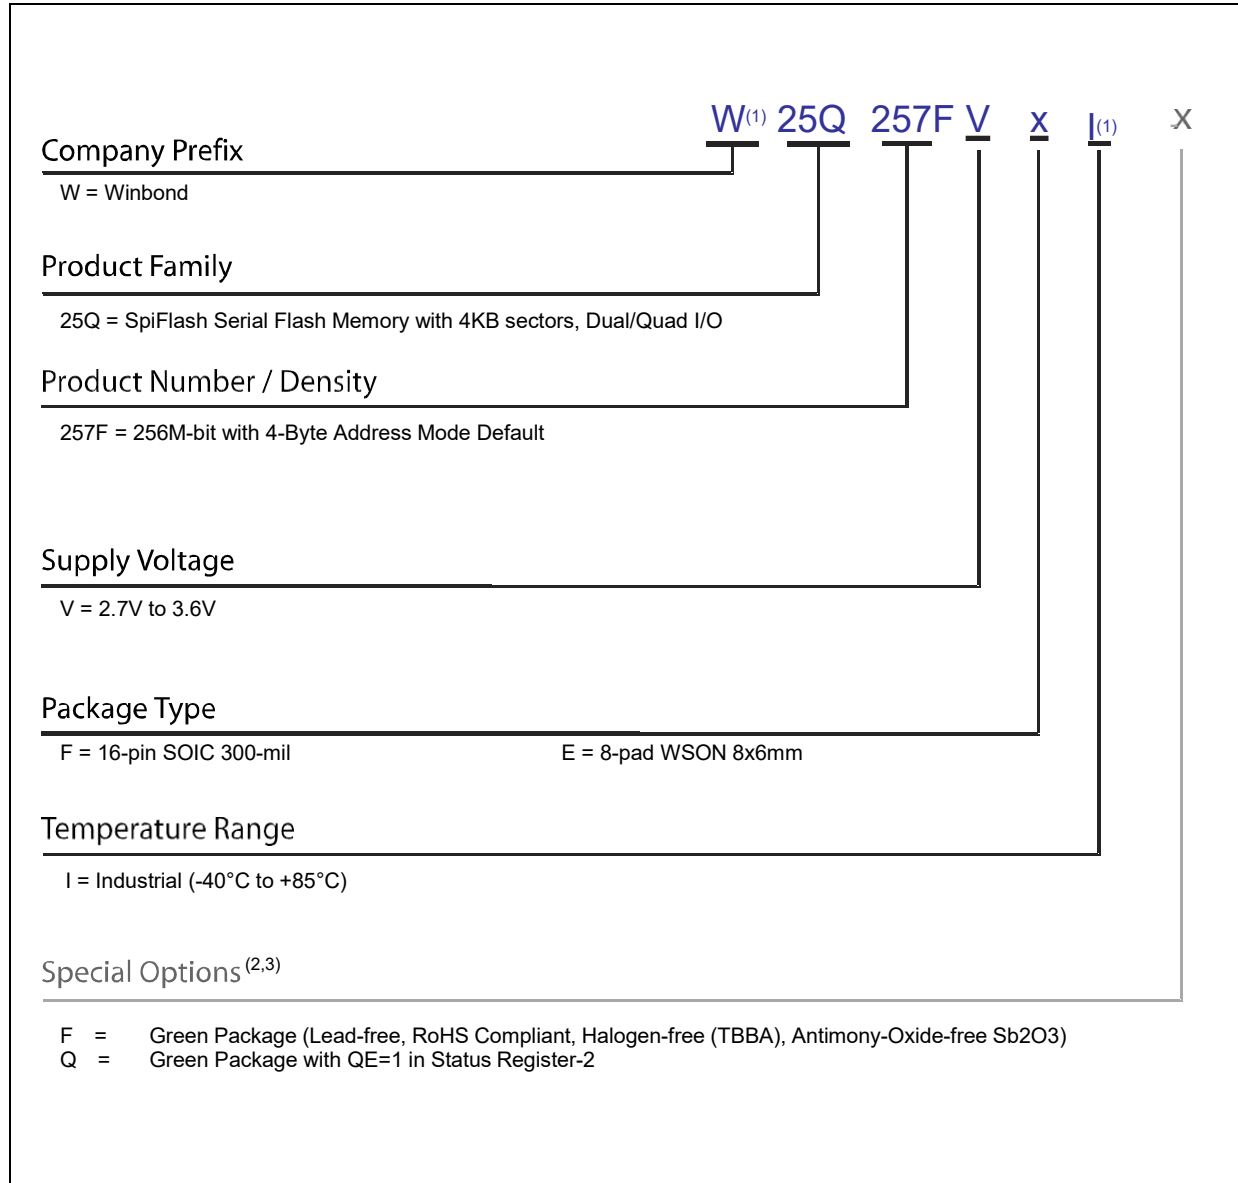 W(1) 25Q 257F V x I(1) x
Company Prefix
W = Winbond
Product Family
25Q = SpiFlash Serial Flash Memory with 4KB sectors, Dual/Quad I/O
Product Number / Density
257F = 256M-bit with 4-Byte Address Mode Default
Supply Voltage
V = 2.7V to 3.6V
Package Type
F = 16-pin SOIC 300-mil E = 8-pad WSON 8x6mm
Temperature Range
I = Industrial (-40°C to +85°C)
Special Options (2,3)
F = Green Package (Lead-free, RoHS Compliant, Halogen-free (TBBA), Antimony-Oxide-free Sb2O3)
Q = Green Package with QE=1 in Status Register-2